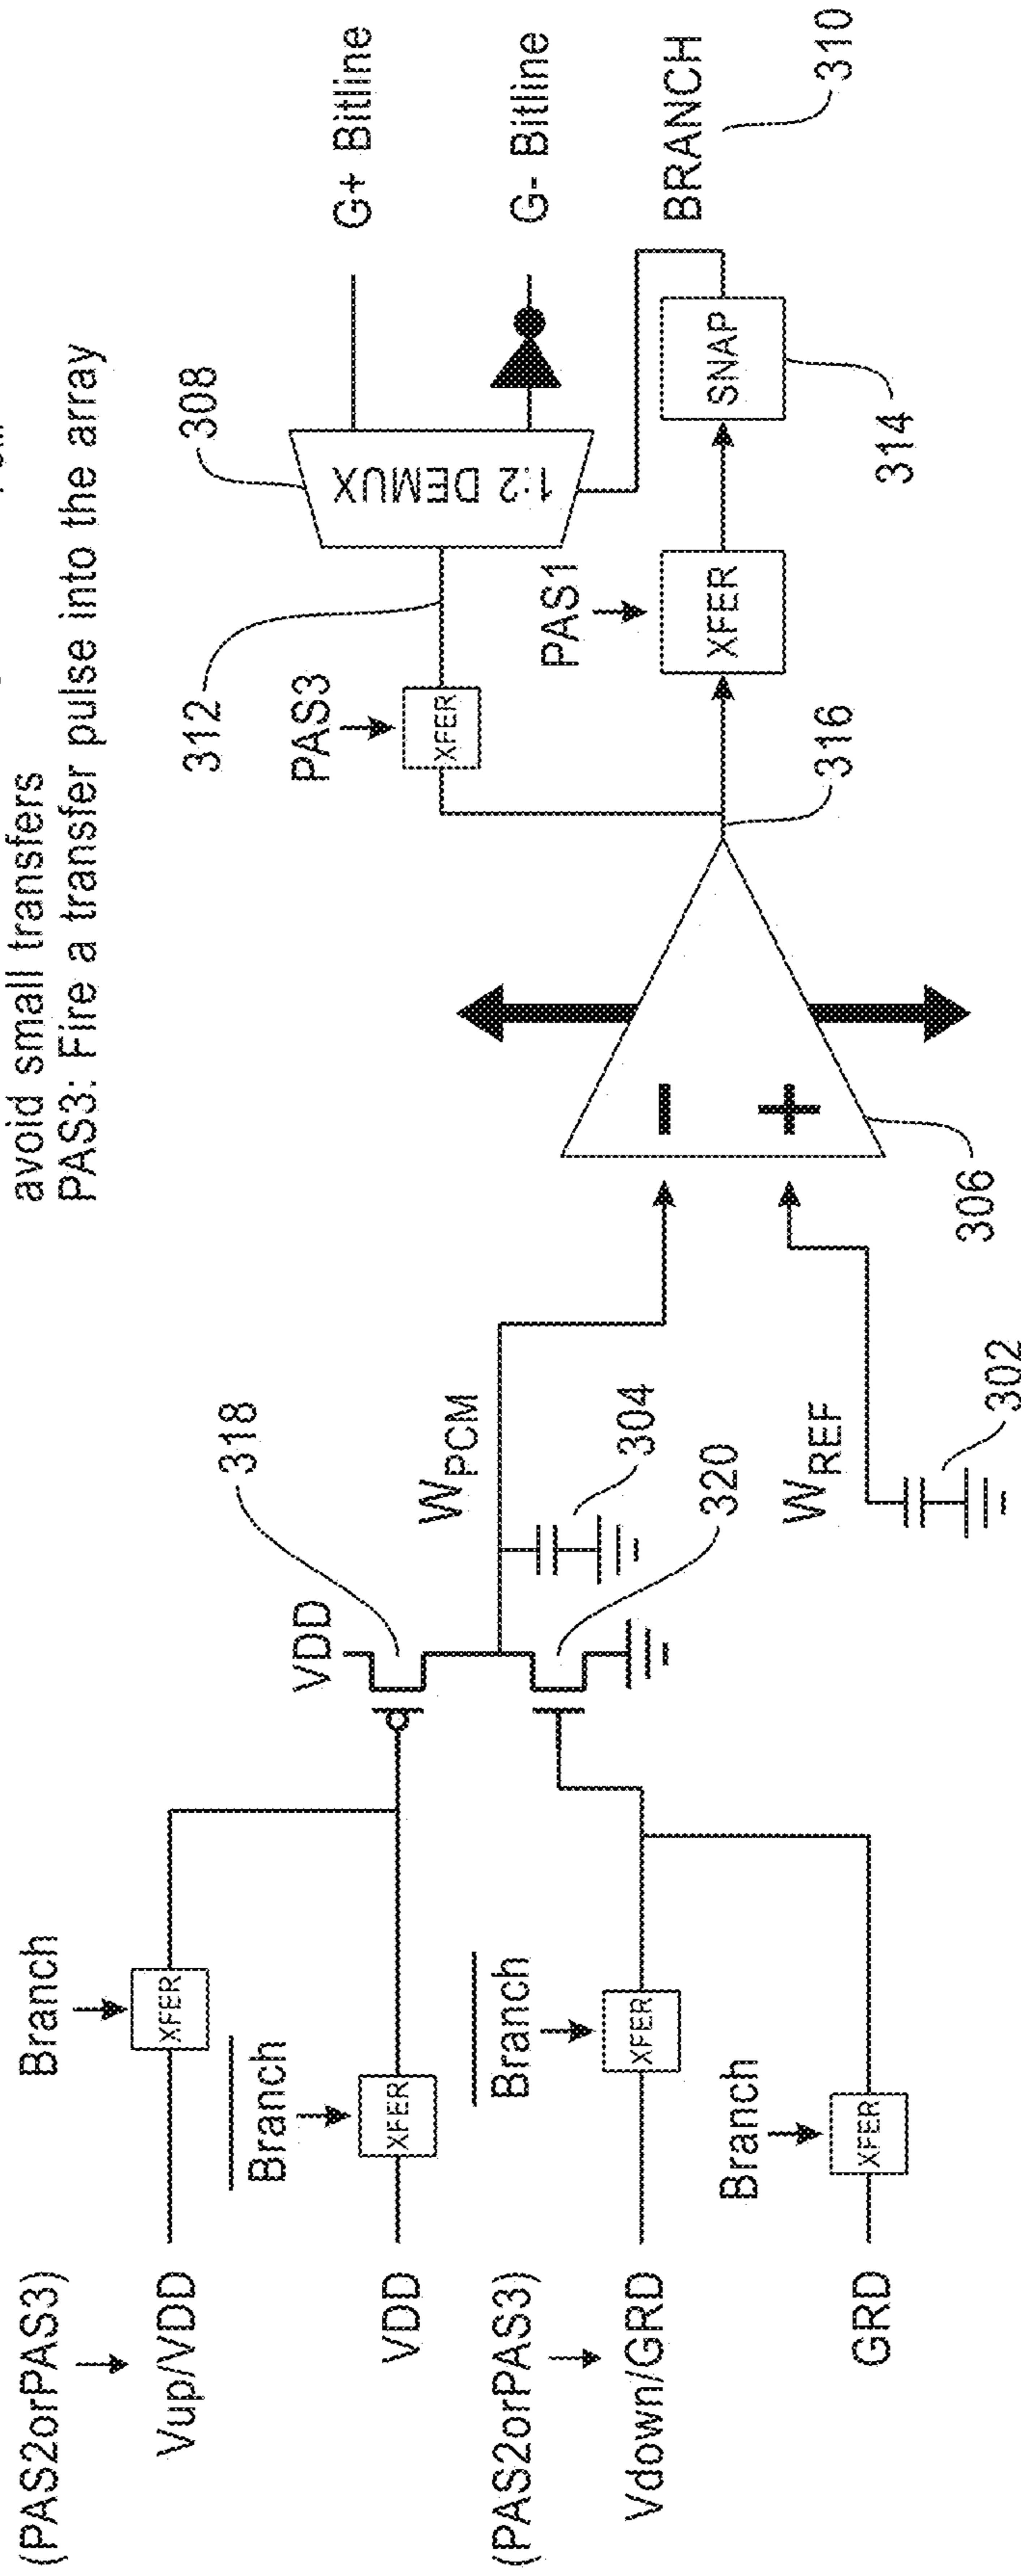 avoid small transfers
PAS3: Fire a transfer pulse into the array
(PAS2orPAS3)
Vup/VDD
Branch
XFER
VDD
Branch
XFER
(PAS2orPAS3)
Vdown/GRD
Branch
XFER
GRD
Branch
XFER
VDD
318
320
WPCM
304
WREF
302
306
316
PAS3
XFER
312
308
1:2 DEMUX
G+ Bitline
G- Bitline
PAS1
XFER
SNAP
314
BRANCH
310